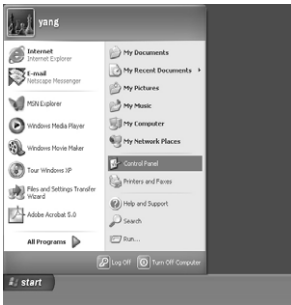 yang
Internet
Internet Explorer
E-mail
Netscape Messenger
MSN Explorer
Windows Media Player
Windows Movie Maker
Tour Windows XP
Files and Settings Transfer
Wizard
Adobe Acrobat 5.0
All Programs
My Documents
My Recent Documents
My Pictures
My Music
My Computer
My Network Places
Control Panel
Printers and Faxes
Help and Support
Search
Run...
Log Off
Turn Off Computer
start